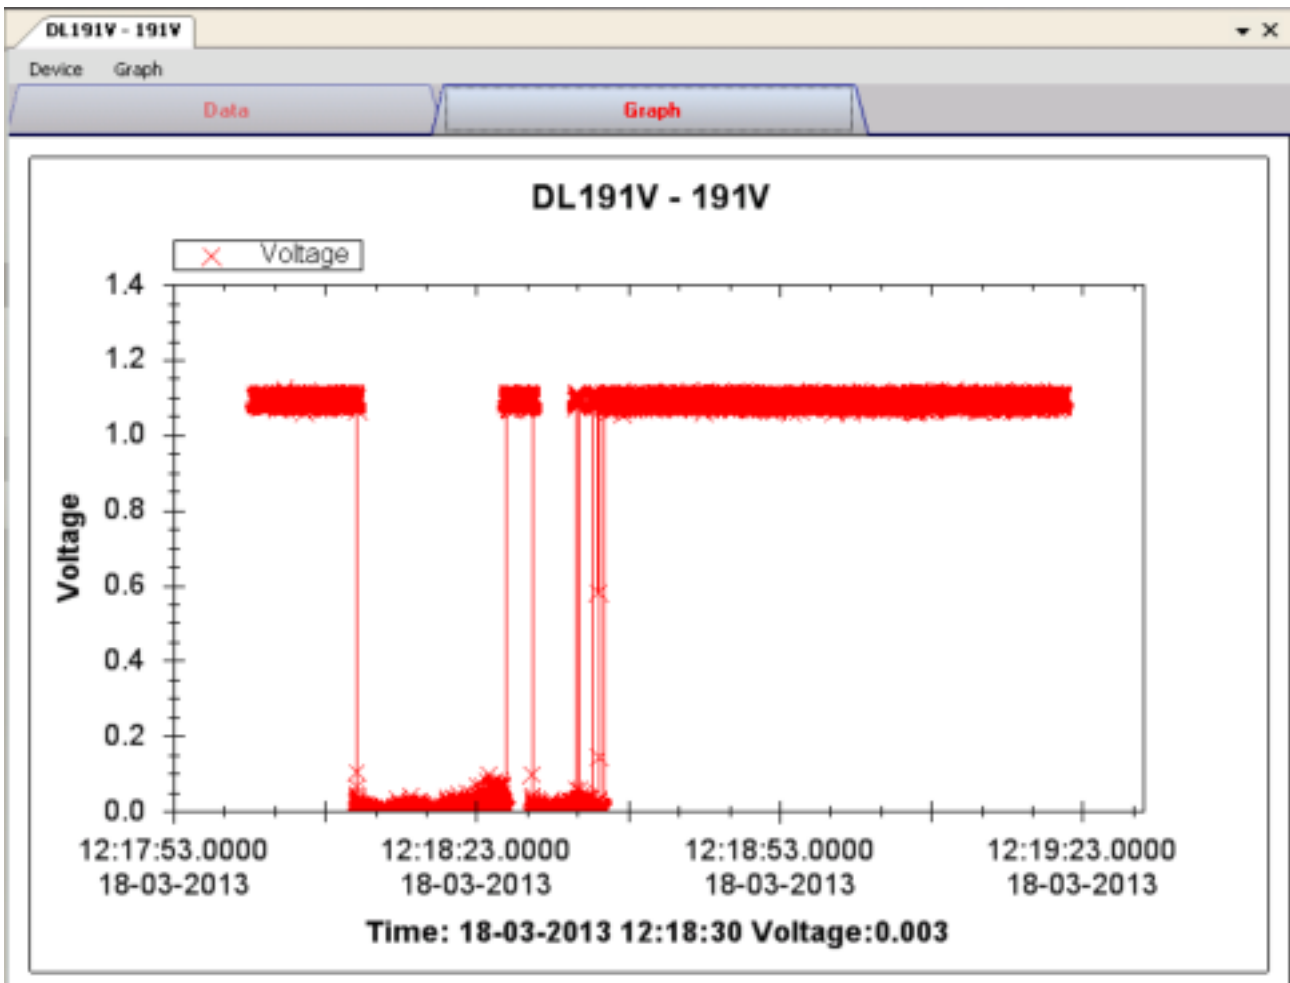 DL191V - 191V
Device Graph
Data Graph
DL191V - 191V
Voltage
1.4
1.2
1.0
0.8
0.6
0.4
0.2
0.0
Voltage
12:17:53.0000 12:18:23.0000 12:18:53.0000 12:19:23.0000
18-03-2013 18-03-2013 18-03-2013 18-03-2013
Time: 18-03-2013 12:18:30 Voltage:0.003